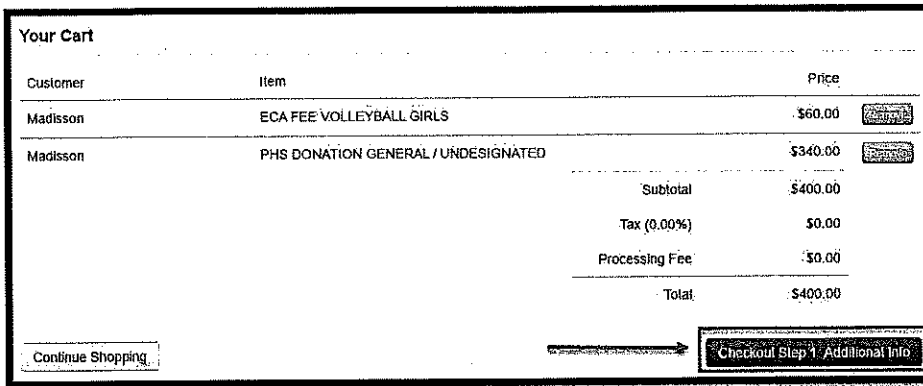 Your Cart
Customer Item Price
Madisson ECA FEE VOLLEYBALL GIRLS $60.00
Madisson PHS DONATION GENERAL / UNDESIGNATED $340.00
Subtotal $400.00
Tax (0.00%) $0.00
Processing Fee $0.00
Total $400.00
Continue Shopping Checkout Step 1: Additional Info